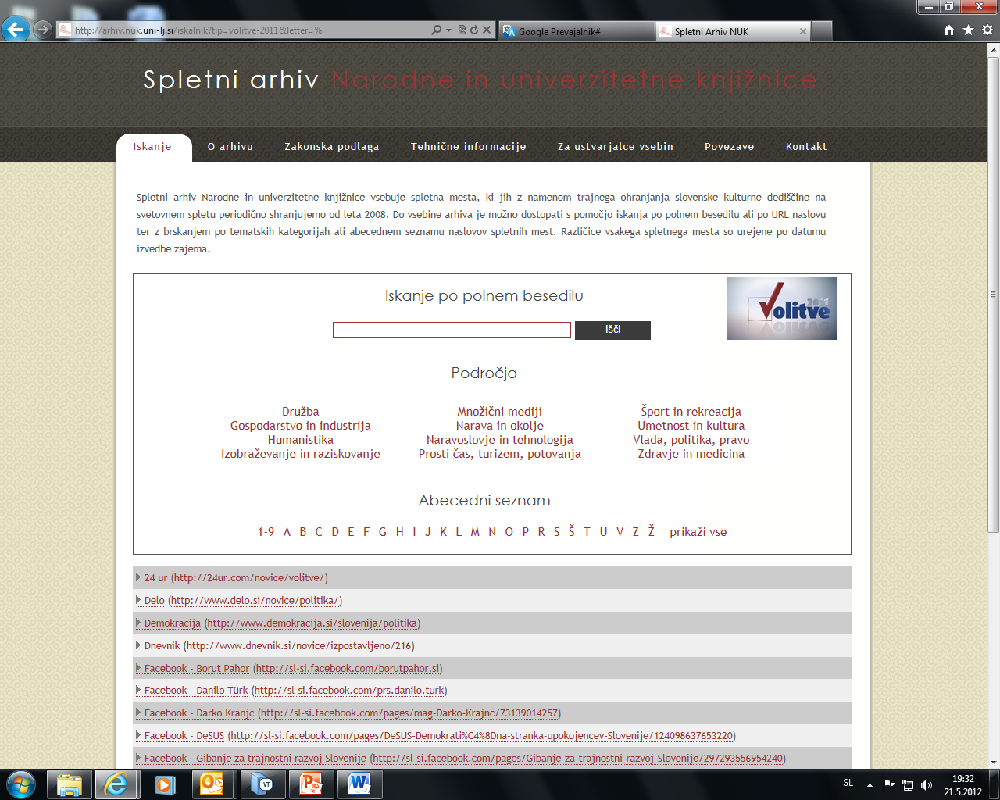 http://arhiv.nuk.uni-lj.si/iskalnik?tip=volitve-2011&letter=%
Google Prevajalnik#
Spletni Arhiv NUK
Spletni arhiv Narodne in univerzitetne knjižnice
Iskanje O arhivu Zakonska podlaga Tehnične informacije Za ustvarjalce vsebin Povezave Kontakt
Spletni arhiv Narodne in univerzitetne knjižnice vsebuje spletna mesta, ki jih z namenom trajnega ohranjanja slovenske kulturne dediščine na
svetovnem spletu periodično shranjujemo od leta 2008. Do vsebine arhiva je možno dostopati s pomočjo iskanja po polnem besedilu ali po URL naslovu
ter z brskanjem po tematskih kategorijah ali abecednem seznamu naslovov spletnih mest. Različice vsakega spletnega mesta so urejene po datumu
izvedbe zajema.
Iskanje po polnem besedilu
2011
Volitve
Išči
Področja
Družba Množični mediji Šport in rekreacija
Gospodarstvo in industrija Narava in okolje Umetnost in kultura
Humanistika Naravoslovje in tehnologija Vlada, politika, pravo
Izobraževanje in raziskovanje Prosti čas, turizem, potovanja Zdravje in medicina
Abecedni seznam
1-9 A B C D E F G H I J K L M N O P R S Š T U V Z Ž prikaži vse
24 ur (http://24ur.com/novice/volitve/)
Delo (http://www.delo.si/novice/politika/)
Demokracija (http://www.demokracija.si/slovenija/politika)
Dnevnik (http://www.dnevnik.si/novice/izpostavljeno/216)
Facebook - Borut Pahor (http://sl-si.facebook.com/borutpahor.si)
Facebook - Danilo Türk (http://sl-si.facebook.com/prs.danilo.turk)
Facebook - Darko Kranjc (http://sl-si.facebook.com/pages/mag-Darko-Krajnc/73139014257)
Facebook - DeSUS (http://sl-si.facebook.com/pages/DeSUS-Demokrati%C4%8Dna-stranka-upokojencev-Slovenije/124098637653220)
Facebook - Gibanje za trajnostni razvoj Slovenije (http://sl-si.facebook.com/pages/Gibanje-za-trajnostni-razvoj-Slovenije/297293556954240)
SL
19:32
21.5.2012